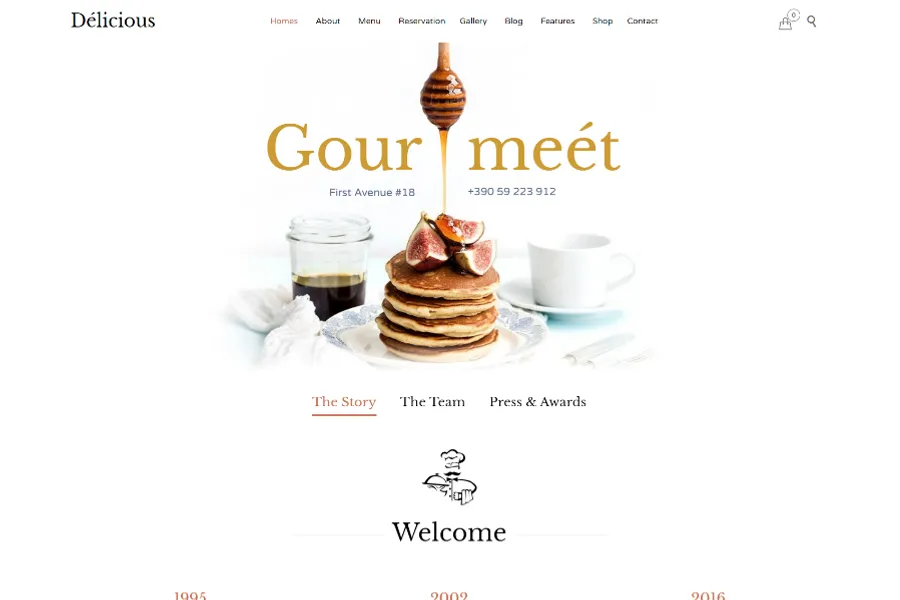 Délicious
Homes About Menu Reservation Gallery Blog Features Shop Contact
0
Gour meét
First Avenue #18 +390 59 223 912
The Story The Team Press & Awards
Welcome
1995 2002 2016